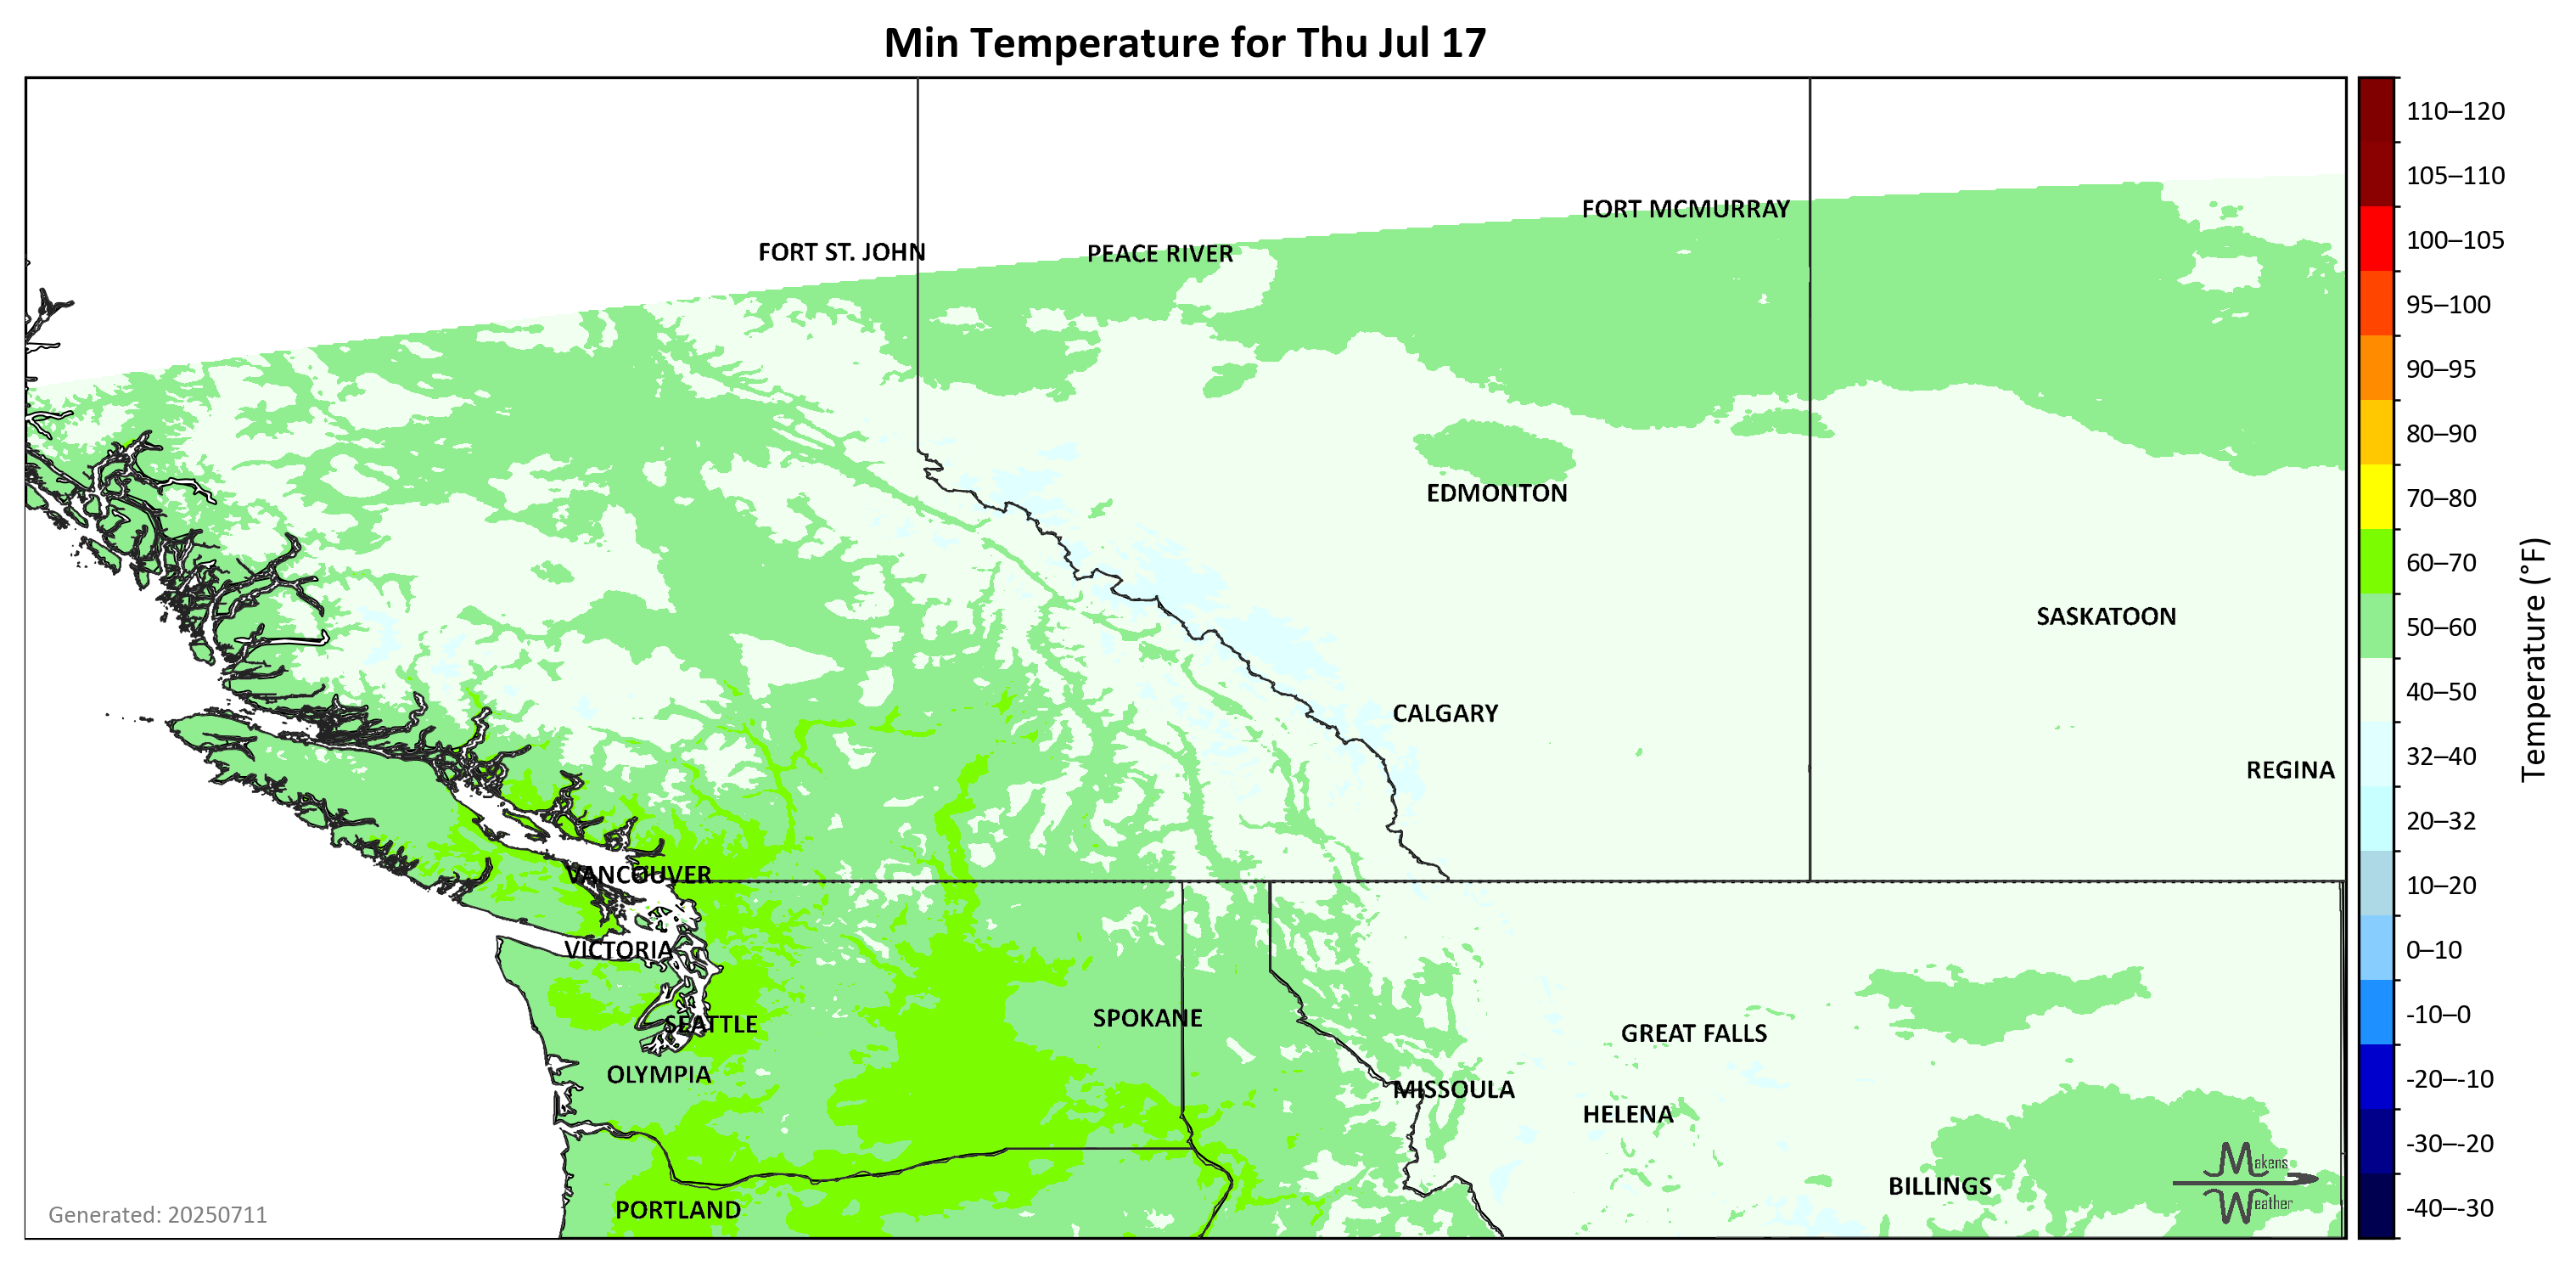 Min Temperature for Thu Jul 17
FORT MCMURRAY
FORT ST. JOHN
PEACE RIVER
EDMONTON
SASKATOON
CALGARY
REGINA
VANCOUVER
VICTORIA
SPOKANE
SEATTLE
GREAT FALLS
OLYMPIA
MISSOULA
HELENA
BILLINGS
PORTLAND
Makens
Weather
Generated: 20250711
110–120
105–110
100–105
95–100
90–95
80–90
70–80
60–70
50–60
40–50
32–40
20–32
10–20
0–10
-10–0
-20–-10
-30–-20
-40–-30
Temperature (°F)